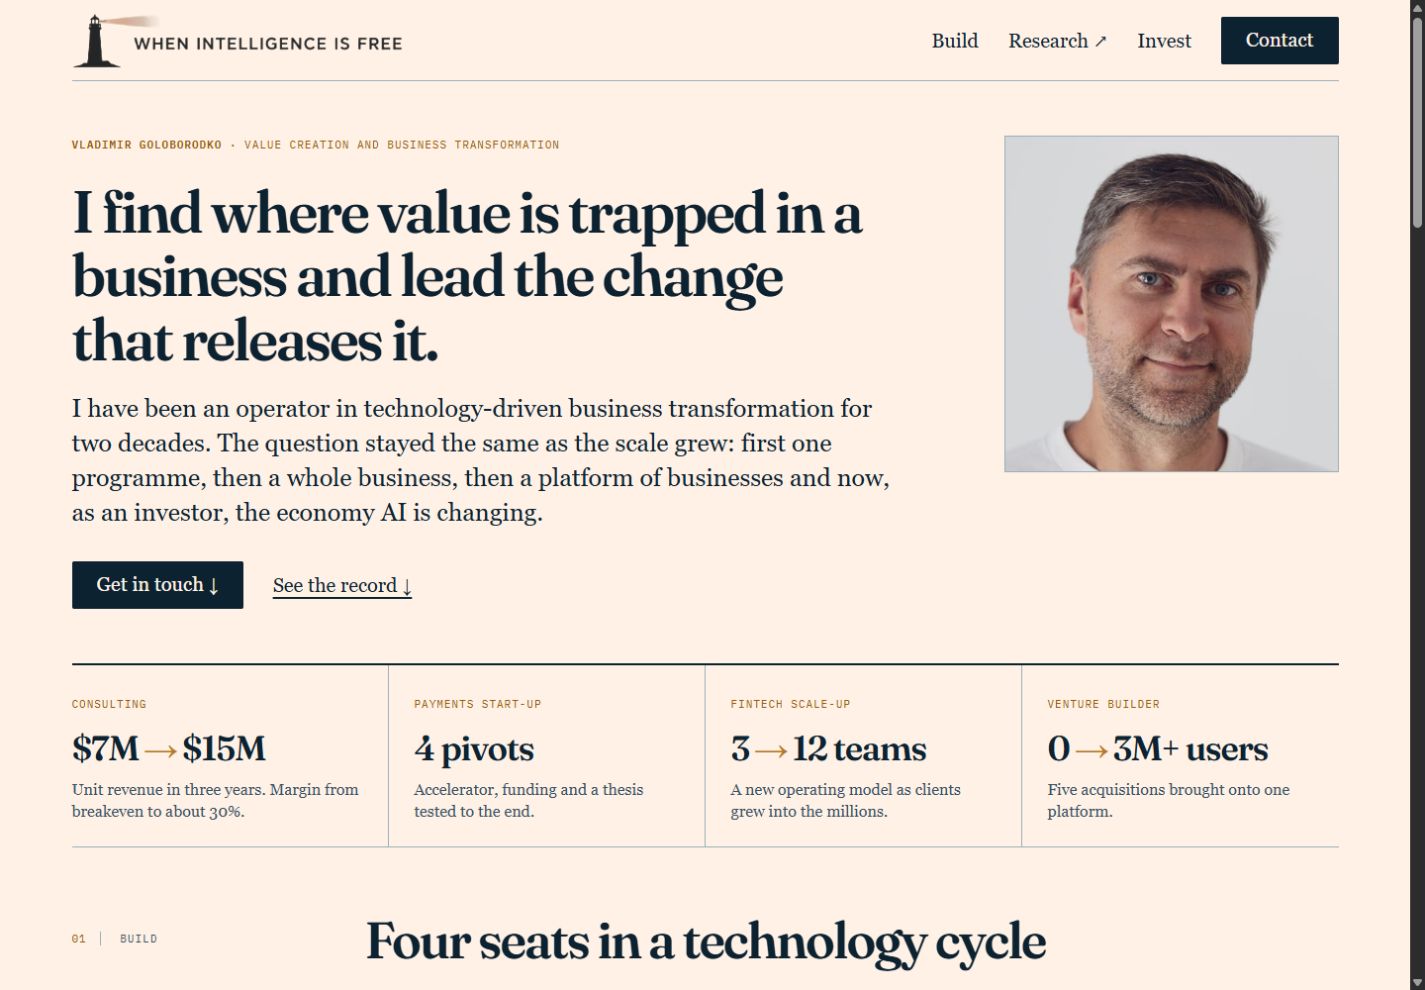 WHEN INTELLIGENCE IS FREE
Build
Research ↗
Invest
Contact
VLADIMIR GOLOBORODKO · VALUE CREATION AND BUSINESS TRANSFORMATION
I find where value is trapped in a
business and lead the change
that releases it.
I have been an operator in technology-driven business transformation for
two decades. The question stayed the same as the scale grew: first one
programme, then a whole business, then a platform of businesses and now,
as an investor, the economy AI is changing.
Get in touch ↓
See the record ↓
CONSULTING
$7M → $15M
Unit revenue in three years. Margin from
breakeven to about 30%.
PAYMENTS START-UP
4 pivots
Accelerator, funding and a thesis
tested to the end.
FINTECH SCALE-UP
3 → 12 teams
A new operating model as clients
grew into the millions.
VENTURE BUILDER
0 → 3M+ users
Five acquisitions brought onto one
platform.
01 | BUILD
Four seats in a technology cycle